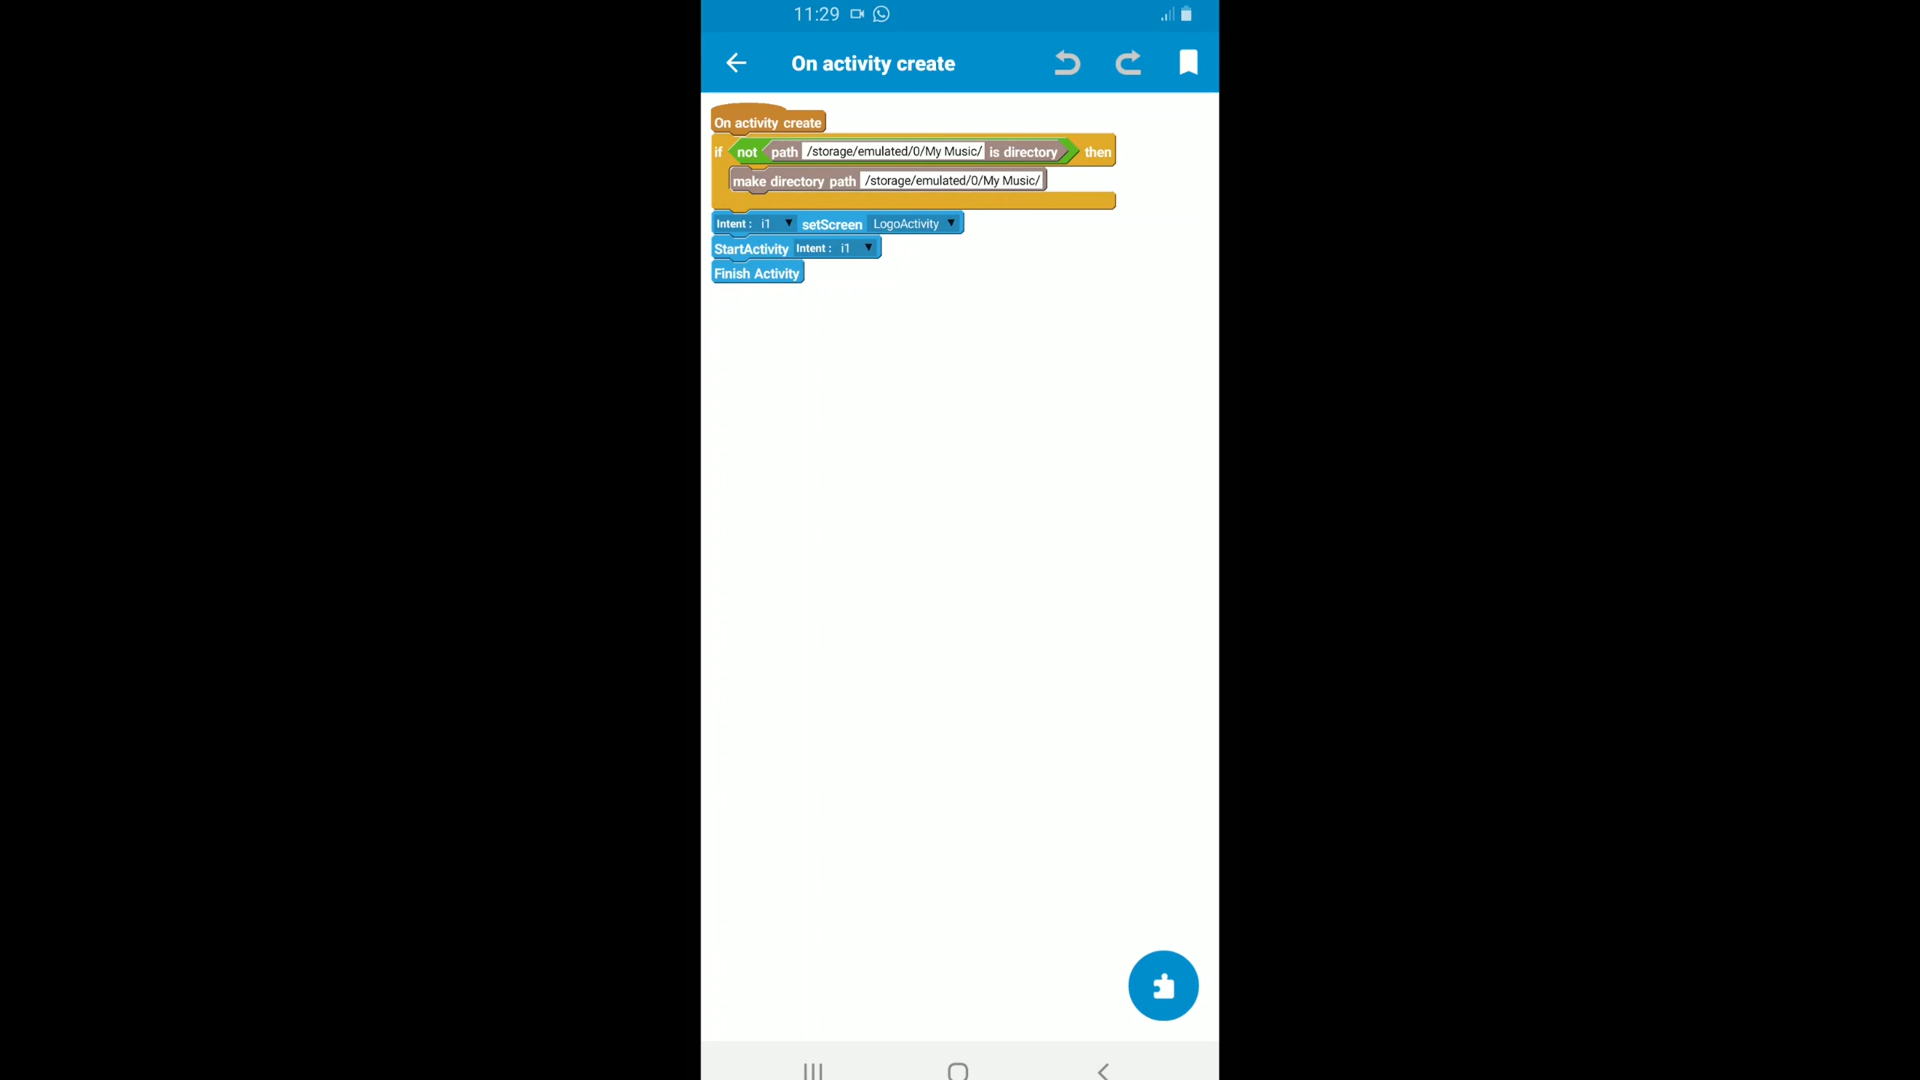 11:29
On activity create
On activity create
if not path /storage/emulated/0/My Music/ is directory then
make directory path /storage/emulated/0/My Music/
Intent : i1 setScreen LogoActivity
StartActivity Intent : i1
Finish Activity